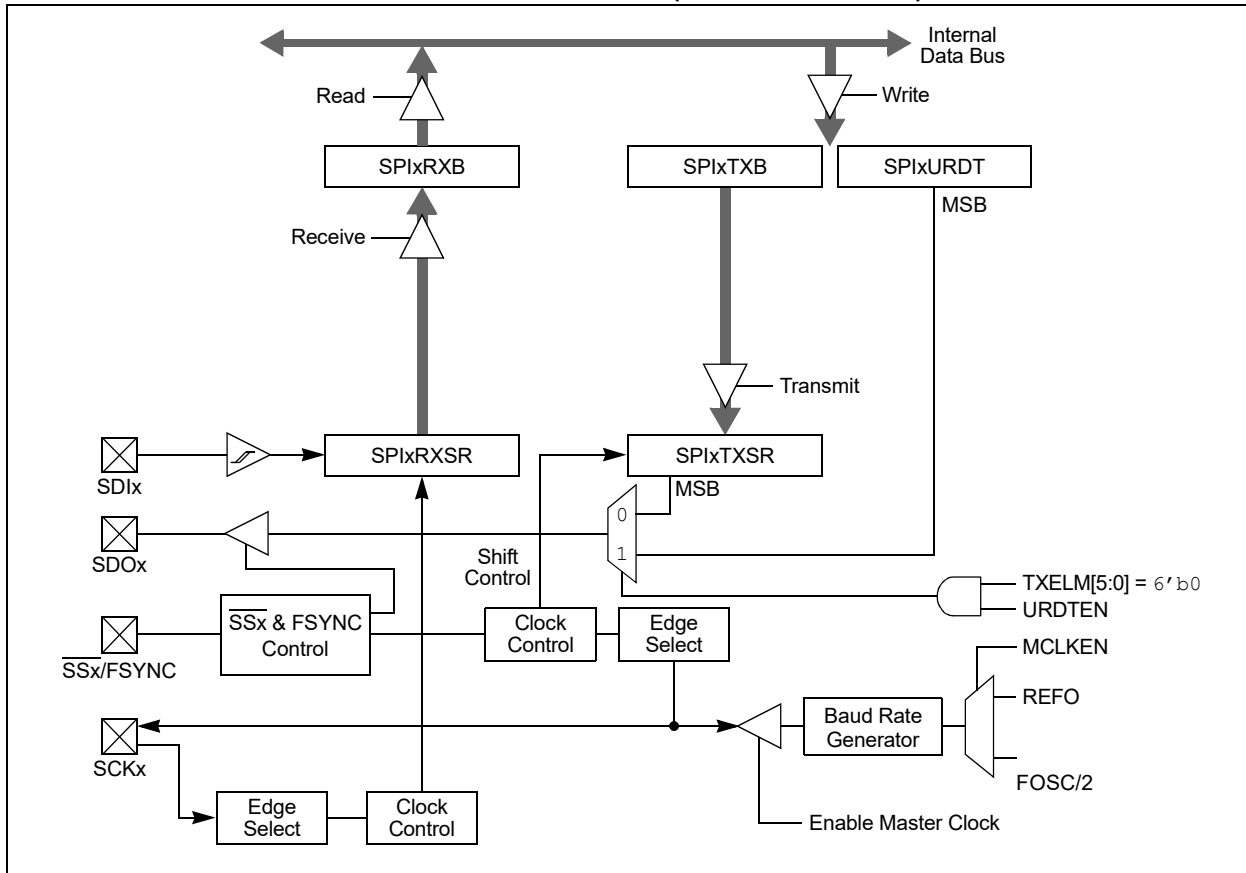 Internal
Data Bus
Read
Write
SPIxRXB
SPIxTXB
SPIxURDT
MSB
Receive
Transmit
SPIxRXSR
SPIxTXSR
SDIx
MSB
0
SDOx
1
Shift
Control
TXELM[5:0] = 6’b0
URDTEN
SSx & FSYNC
Control
Clock
Control
Edge
Select
MCLKEN
SSx/FSYNC
REFO
Baud Rate
Generator
SCKx
FOSC/2
Edge
Select
Clock
Control
Enable Master Clock